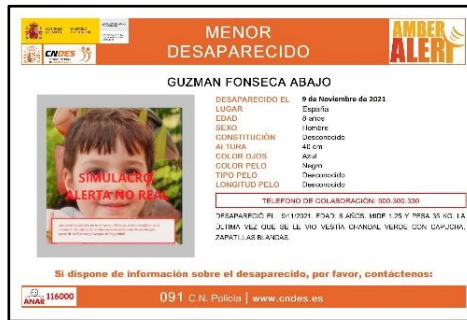 MENOR
DESAPARECIDO
AMBER
ALERT
CNDES
GUZMAN FONSECA ABAJO
DESAPARECIDO EL 9 de Noviembre de 2021
LUGAR España
EDAD 8 años
SEXO Hombre
CONSTITUCIÓN Desconocida
ALTURA 40 cm
COLOR OJOS Azul
COLOR PELO Negro
TIPO PELO Desconocido
LONGITUD PELO Desconocido
SIMULACRO
ALERTA NO REAL
TELEFONO DE COLABORACIÓN: 900.300.330
DESAPARECIÓ EL 9/11/2021. EDAD: 8 AÑOS. MIDE 1.25 Y PESA 35 KG. LA
ÚLTIMA VEZ QUE SE LE VIO VESTÍA CHANDAL VERDE CON CAPUCHA,
ZAPATILLAS BLANCAS.
Si dispone de información sobre el desaparecido, por favor, contáctenos:
ANAR 116000
091 C.N. Policia | www.cndes.es